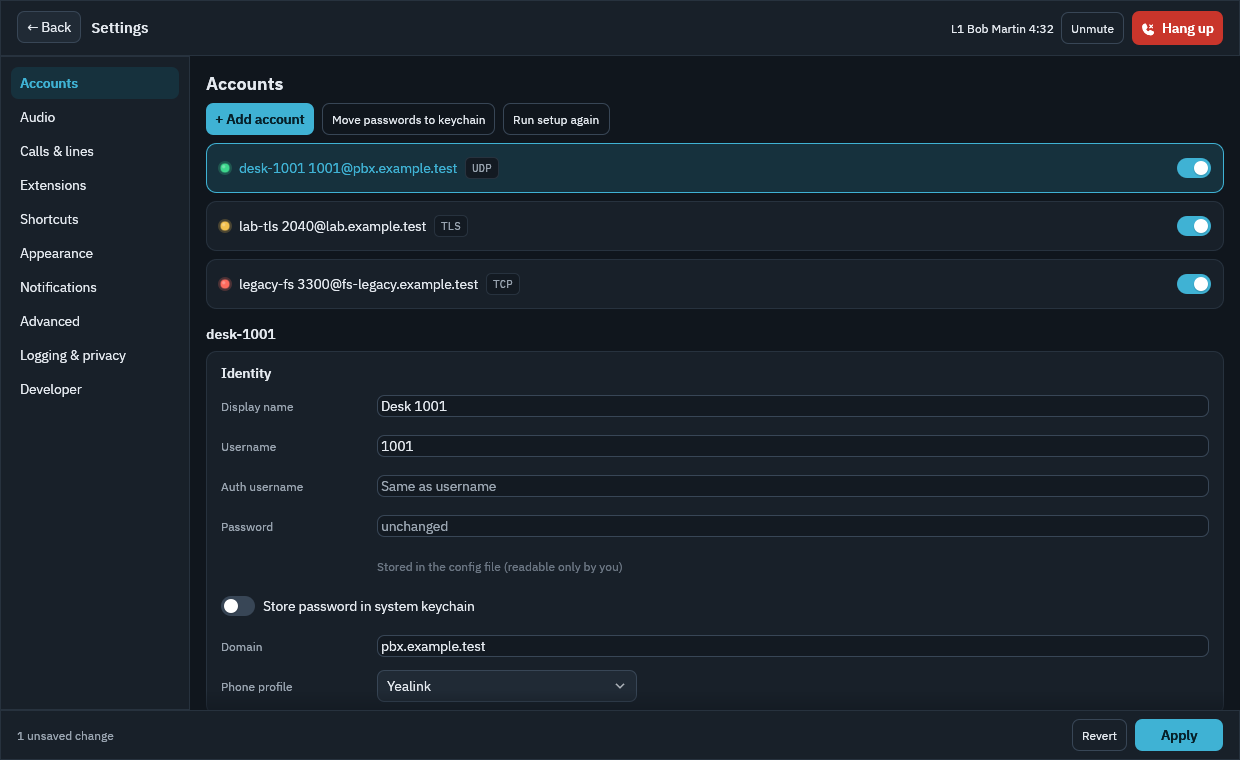 ← Back
Settings
L1 Bob Martin 4:32
Unmute
Hang up
Accounts
Audio
Calls & lines
Extensions
Shortcuts
Appearance
Notifications
Advanced
Logging & privacy
Developer
Accounts
+ Add account
Move passwords to keychain
Run setup again
desk-1001 1001@pbx.example.test UDP
lab-tls 2040@lab.example.test TLS
legacy-fs 3300@fs-legacy.example.test TCP
desk-1001
Identity
Display name Desk 1001
Username 1001
Auth username Same as username
Password unchanged
Stored in the config file (readable only by you)
Store password in system keychain
Domain pbx.example.test
Phone profile Yealink
1 unsaved change
Revert
Apply